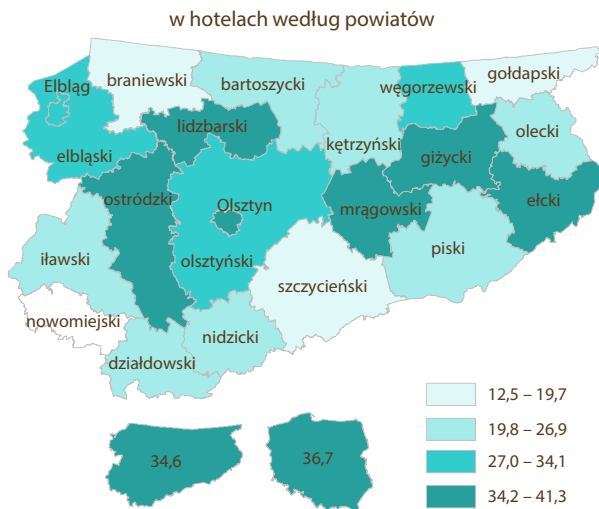 w hotelach według powiatów
gołdapski
braniewski
Elbląg
bartoszycki
węgorzewski
lidzbarski
olecki
kętrzyński
elbląski
giżycki
ostródzki
Olsztyn
mrągowski
ełcki
iławski
olsztyński
piski
szczycieński
nowomiejski
nidzicki
działdowski
12,5 – 19,7
19,8 – 26,9
34,6
36,7
27,0 – 34,1
34,2 – 41,3